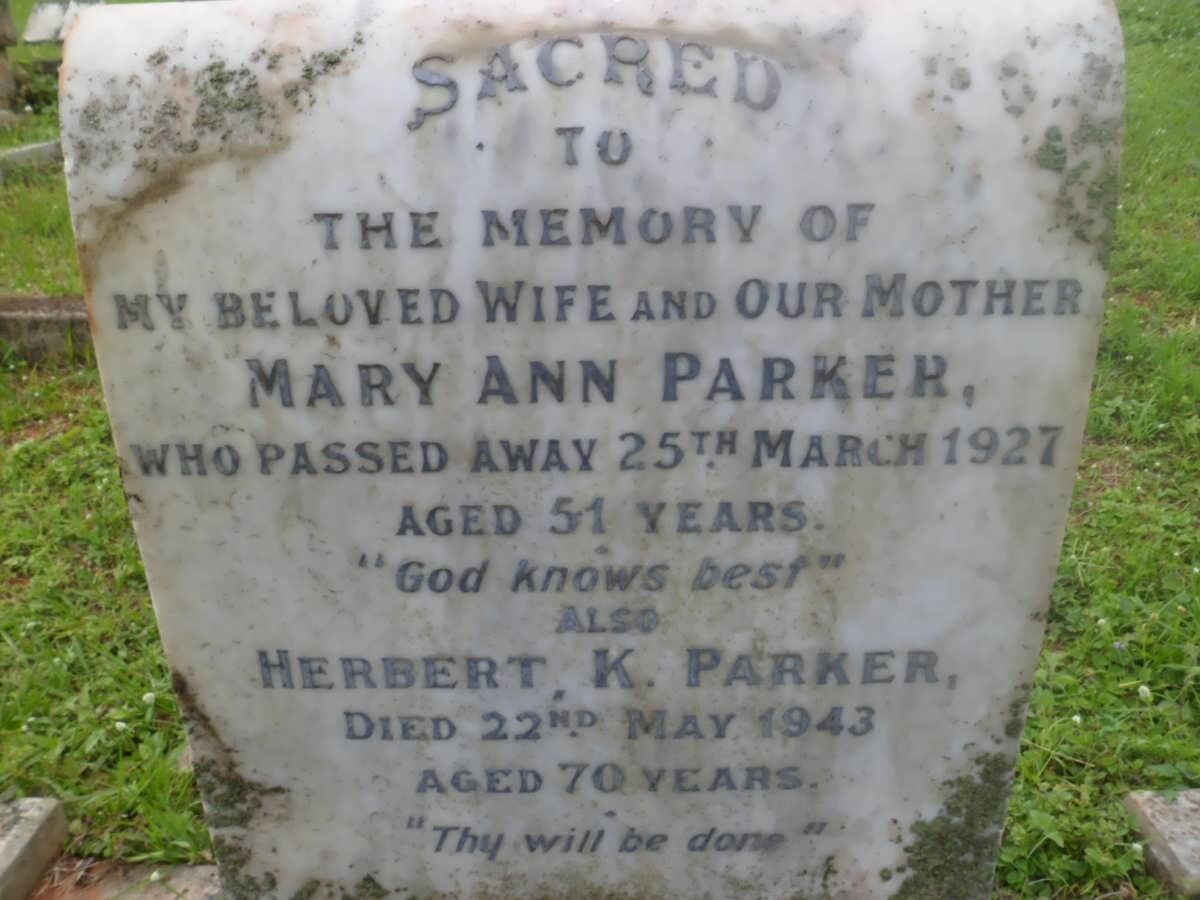 SACRED
TO
THE MEMORY OF
MY BELOVED WIFE AND OUR MOTHER
MARY ANN PARKER,
WHO PASSED AWAY 25TH MARCH 1927
AGED 51 YEARS.
"God knows best"
ALSO
HERBERT, K. PARKER,
DIED 22ND MAY 1943
AGED 70 YEARS.
"Thy will be done"